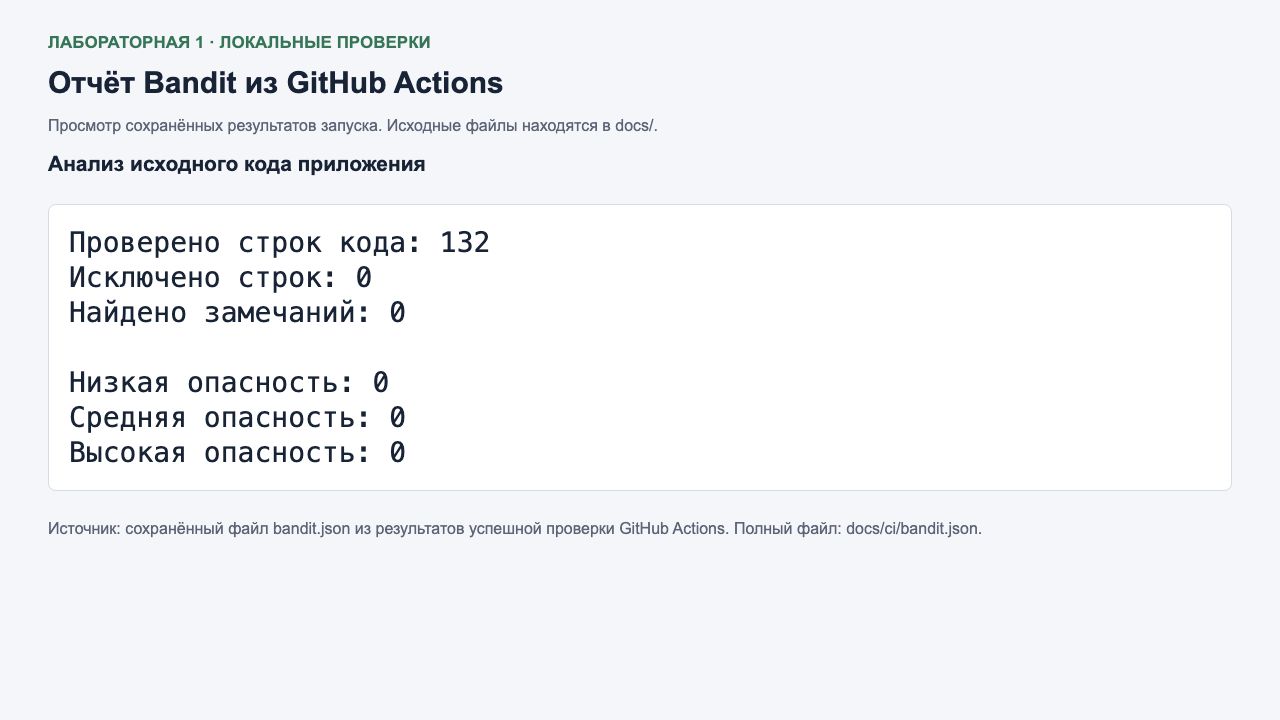 ЛАБОРАТОРНАЯ 1 · ЛОКАЛЬНЫЕ ПРОВЕРКИ
Отчёт Bandit из GitHub Actions
Просмотр сохранённых результатов запуска. Исходные файлы находятся в docs/.
Анализ исходного кода приложения
Проверено строк кода: 132
Исключено строк: 0
Найдено замечаний: 0
Низкая опасность: 0
Средняя опасность: 0
Высокая опасность: 0
Источник: сохранённый файл bandit.json из результатов успешной проверки GitHub Actions. Полный файл: docs/ci/bandit.json.